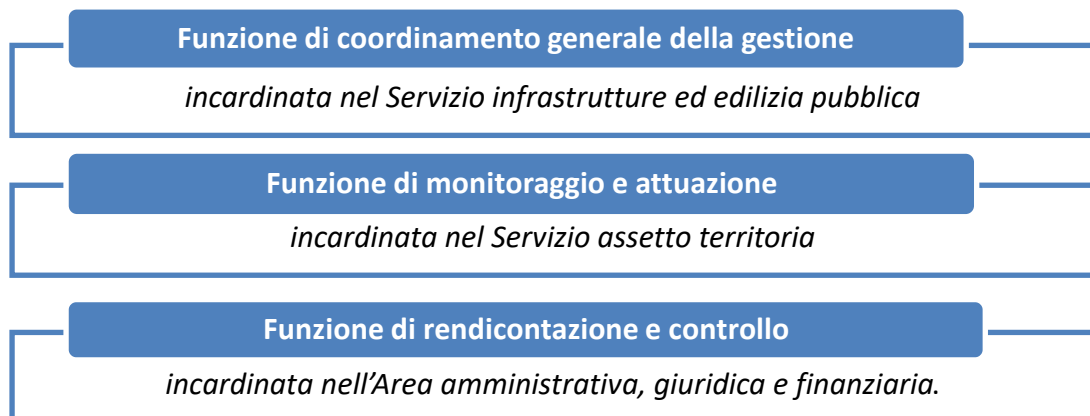 Funzione di coordinamento generale della gestione
incardinata nel Servizio infrastrutture ed edilizia pubblica
Funzione di monitoraggio e attuazione
incardinata nel Servizio assetto territoria
Funzione di rendicontazione e controllo
incardinata nell’Area amministrativa, giuridica e finanziaria.